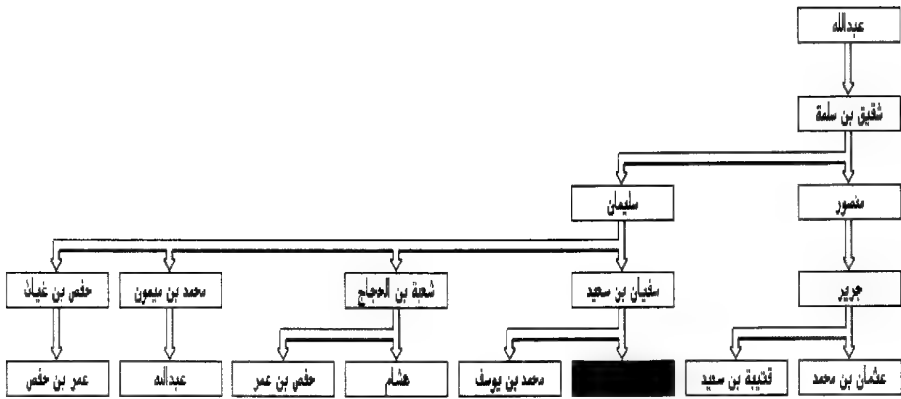 عبدالله
شقيق بن سلمة
سليمان منصور
حفص بن غياث محمد بن ميمون شعبة بن الحجاج سفيان بن سعيد جرير
عمر بن حفص عبدالله حفص بن عمر هشام محمد بن يوسف قتيبة بن سعيد عثمان بن محمد